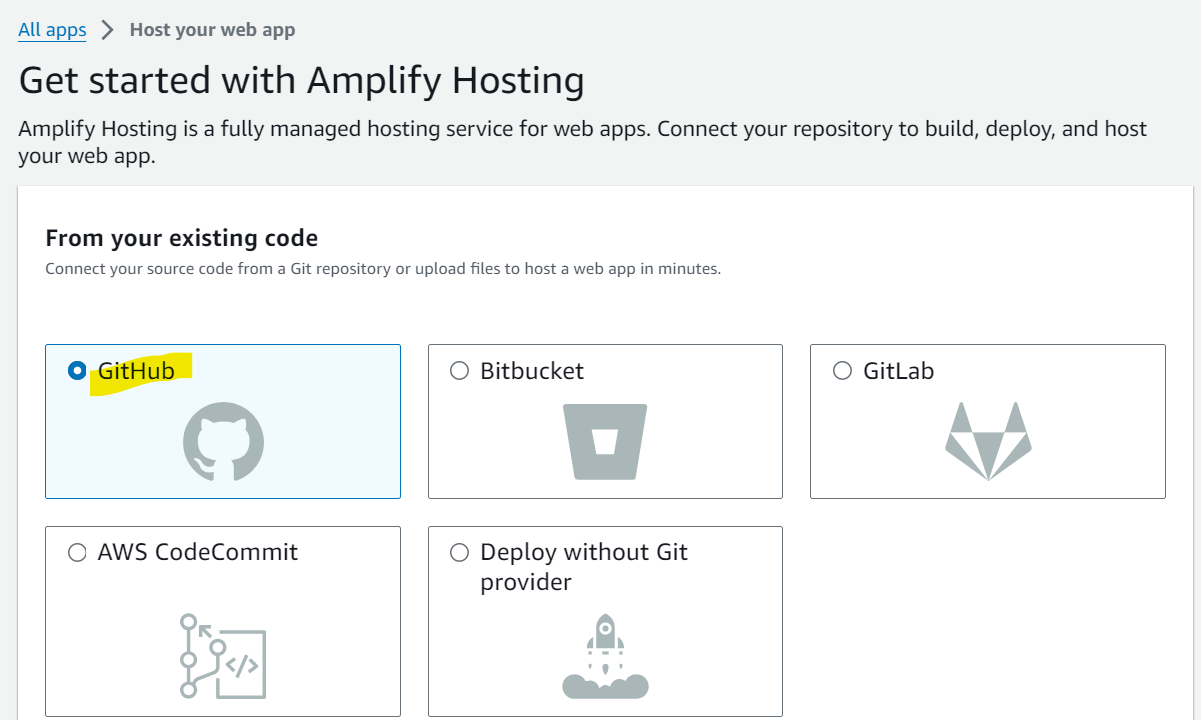 All apps > Host your web app
Get started with Amplify Hosting
Amplify Hosting is a fully managed hosting service for web apps. Connect your repository to build, deploy, and host
your web app.
From your existing code
Connect your source code from a Git repository or upload files to host a web app in minutes.
GitHub
Bitbucket
GitLab
AWS CodeCommit
Deploy without Git
provider